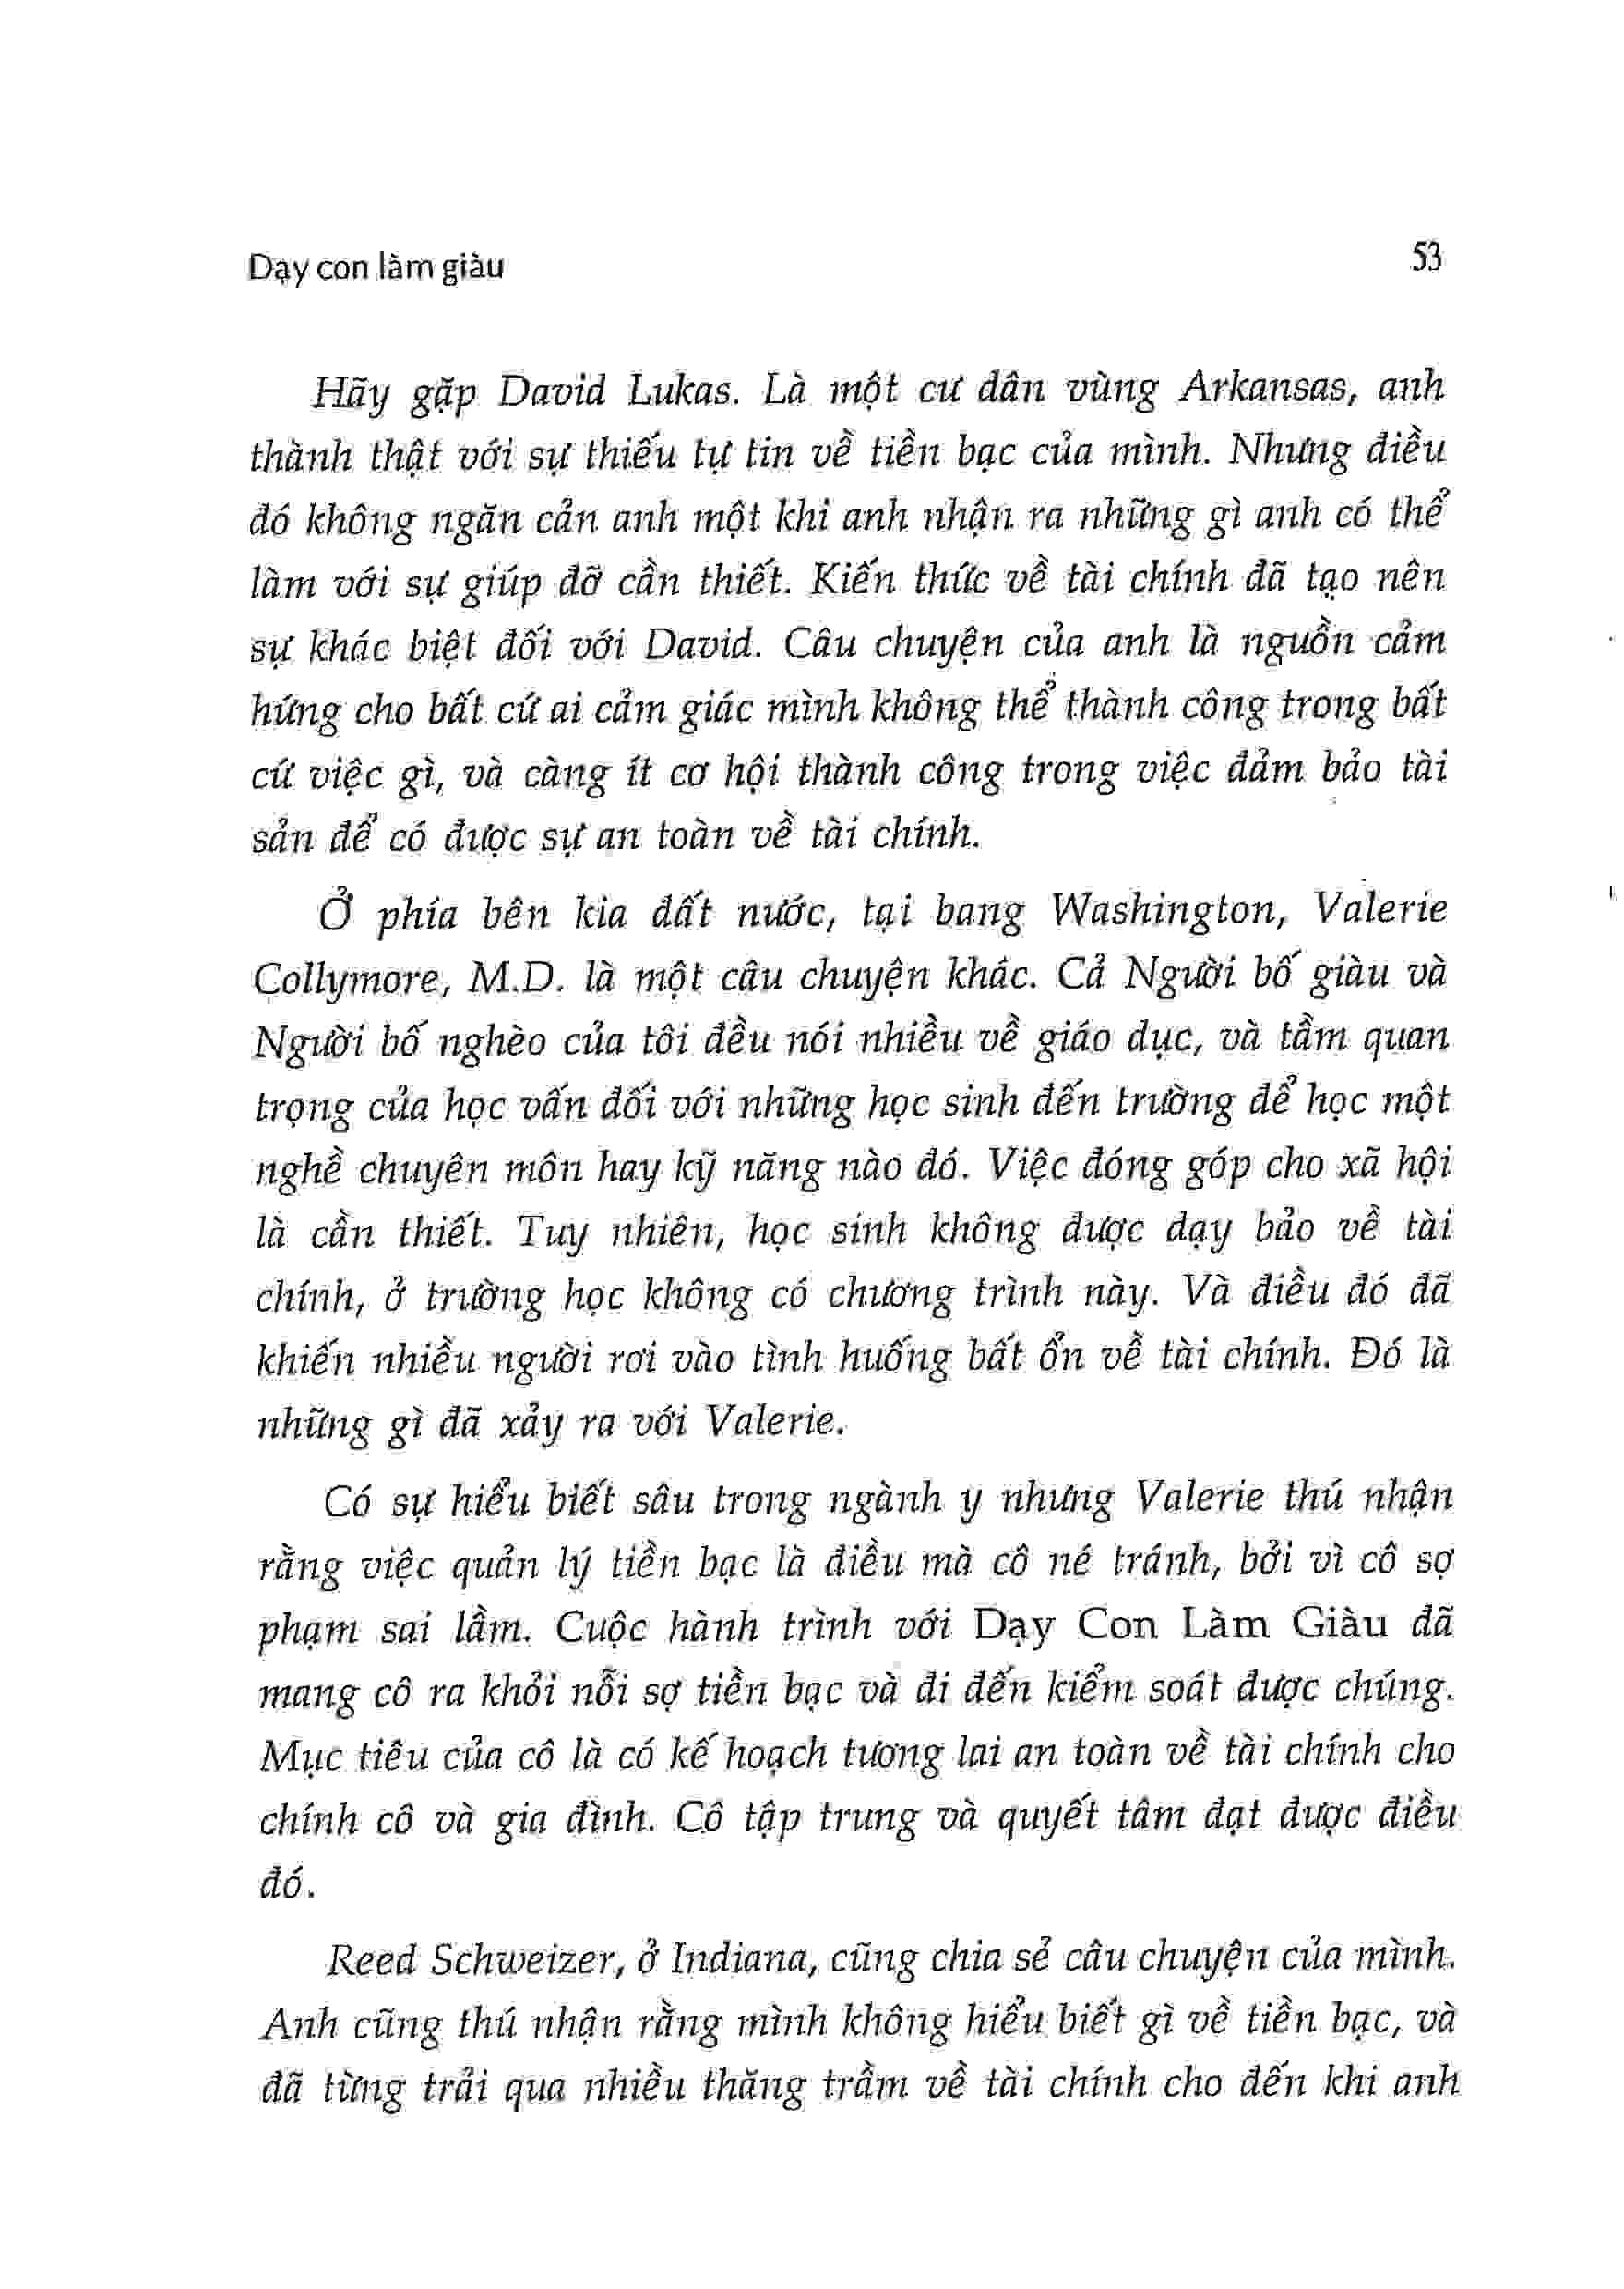 Dạy con làm giàu
53
Hãy gặp David Lukas. Là một cư dân vùng Arkansas, anh
thành thật với sự thiếu tự tin về tiền bạc của mình. Nhưng điều
đó không ngăn cản anh một khi anh nhận ra những gì anh có thể
làm với sự giúp đỡ cần thiết. Kiến thức về tài chính đã tạo nên
sự khác biệt đối với David. Câu chuyện của anh là nguồn cảm
hứng cho bất cứ ai cảm giác mình không thể thành công trong bất
cứ việc gì, và càng ít cơ hội thành công trong việc đảm bảo tài
sản để có được sự an toàn về tài chính.
Ở phía bên kia đất nước, tại bang Washington, Valerie
Collymore, M.D. là một câu chuyện khác. Cả Người bố giàu và
Người bố nghèo của tôi đều nói nhiều về giáo dục, và tầm quan
trọng của học vấn đối với những học sinh đến trường để học một
nghề chuyên môn hay kỹ năng nào đó. Việc đóng góp cho xã hội
là cần thiết. Tuy nhiên, học sinh không được dạy bảo về tài
chính, ở trường học không có chương trình này. Và điều đó đã
khiến nhiều người rơi vào tình huống bất ổn về tài chính. Đó là
những gì đã xảy ra với Valerie.
Có sự hiểu biết sâu trong ngành y nhưng Valerie thú nhận
rằng việc quản lý tiền bạc là điều mà cô né tránh, bởi vì cô sợ
phạm sai lầm. Cuộc hành trình với Dạy Con Làm Giàu đã
mang cô ra khỏi nỗi sợ tiền bạc và đi đến kiểm soát được chúng.
Mục tiêu của cô là có kế hoạch tương lai an toàn về tài chính cho
chính cô và gia đình. Cô tập trung và quyết tâm đạt được điều
đó.
Reed Schweizer, ở Indiana, cũng chia sẻ câu chuyện của mình.
Anh cũng thú nhận rằng mình không hiểu biết gì về tiền bạc, và
đã từng trải qua nhiều thăng trầm về tài chính cho đến khi anh